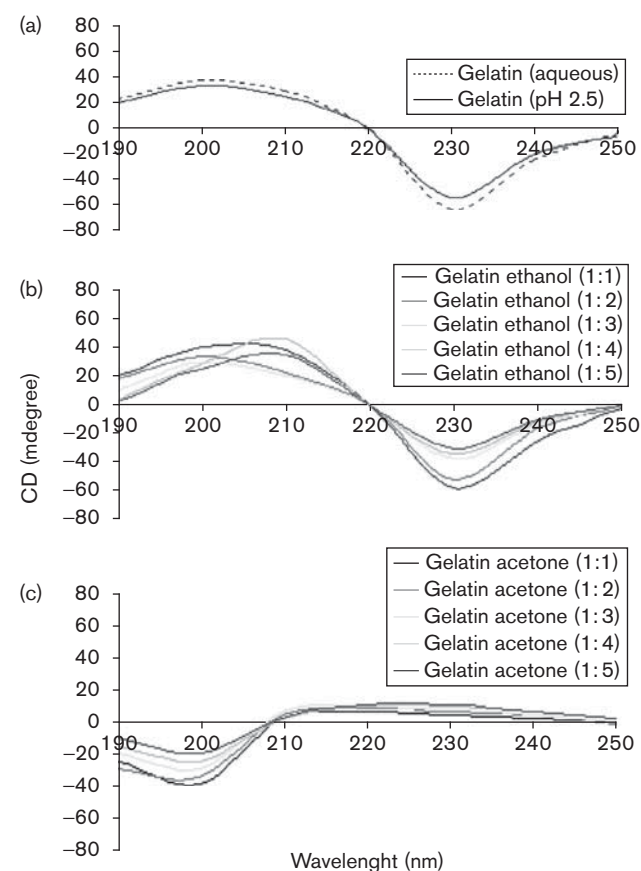 (a)
80
60
40
20
0
−20
−40
−60
−80
190 200 210 220 230 240 250
Gelatin (aqueous)
Gelatin (pH 2.5)
(b)
80
60
40
20
0
−20
−40
−60
−80
190 200 210 220 230 240 250
Gelatin ethanol (1:1)
Gelatin ethanol (1:2)
Gelatin ethanol (1:3)
Gelatin ethanol (1:4)
Gelatin ethanol (1:5)
CD (mdegree)
(c)
80
60
40
20
0
−20
−40
−60
−80
190 200 210 220 230 240 250
Gelatin acetone (1:1)
Gelatin acetone (1:2)
Gelatin acetone (1:3)
Gelatin acetone (1:4)
Gelatin acetone (1:5)
Wavelenght (nm)